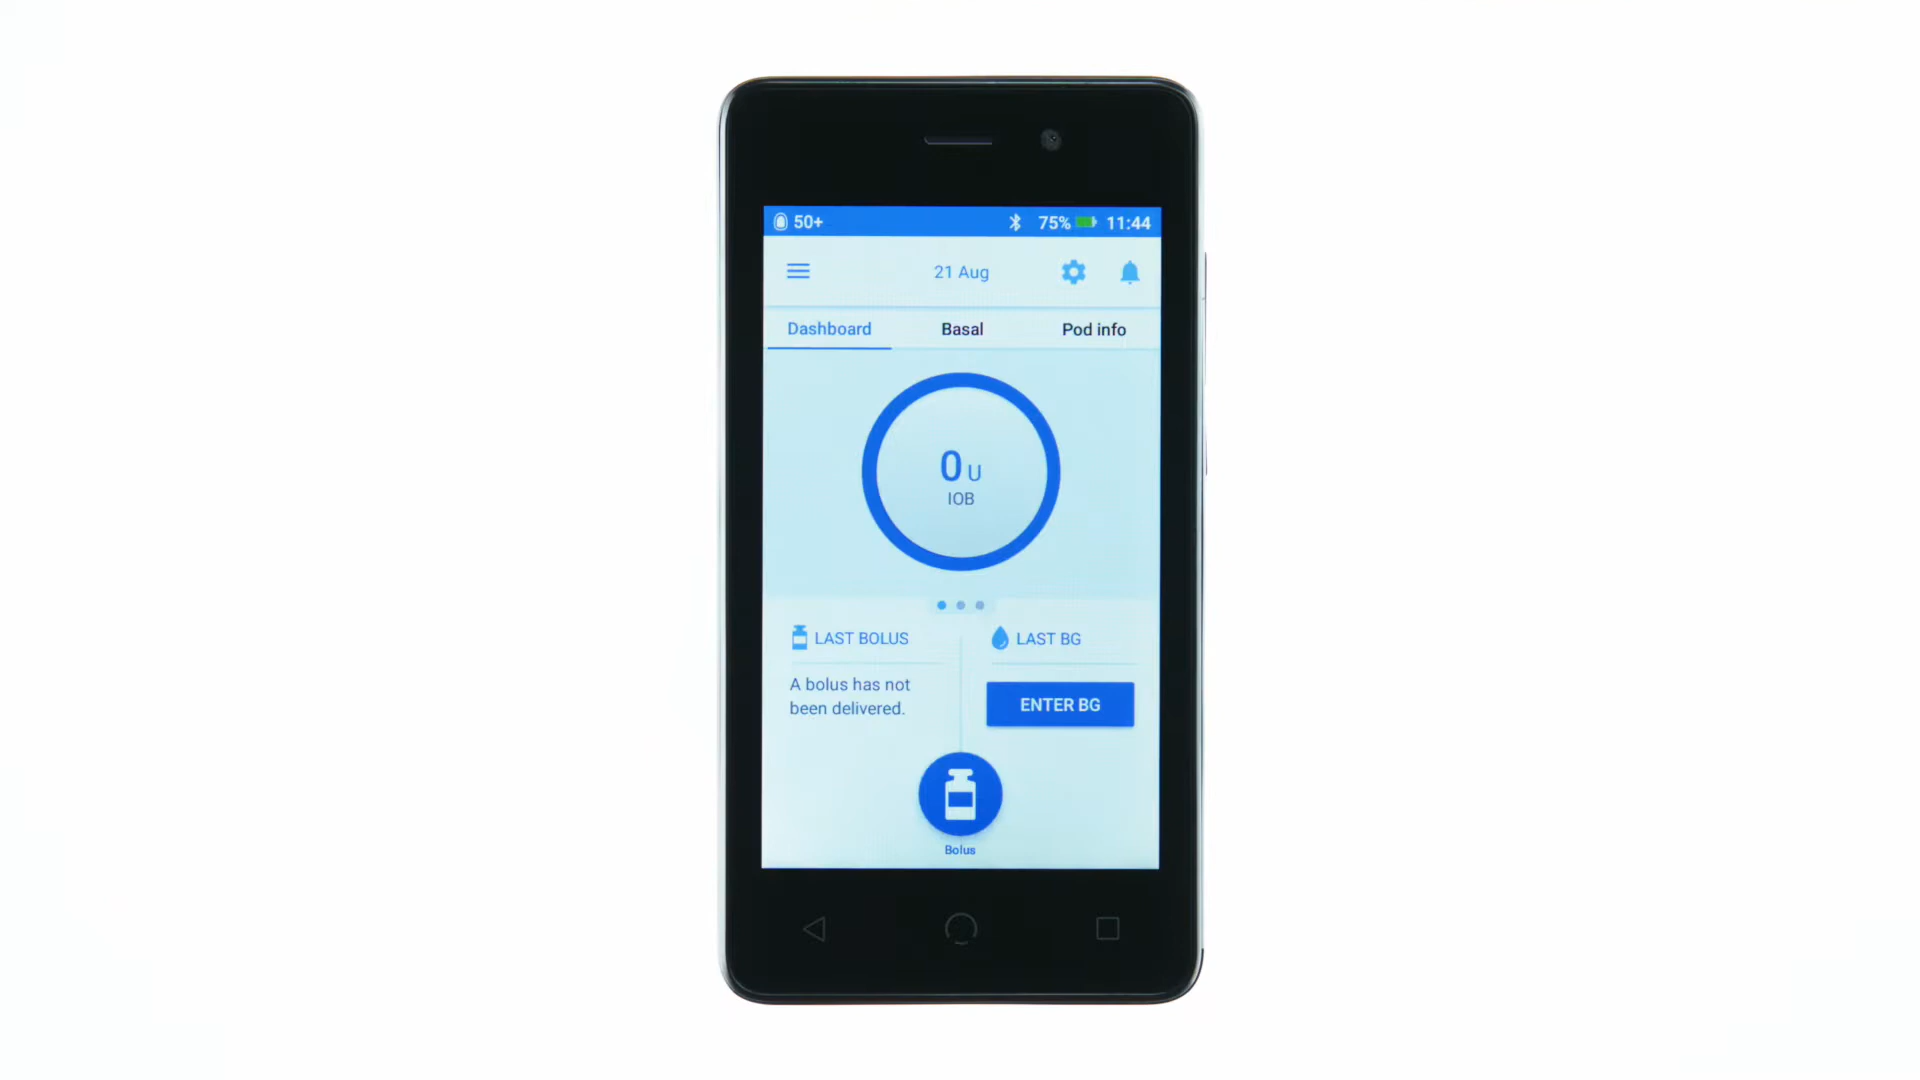 50+ 75% 11:44
21 Aug
Dashboard Basal Pod info
0 U
IOB
LAST BOLUS LAST BG
A bolus has not
been delivered.
ENTER BG
Bolus